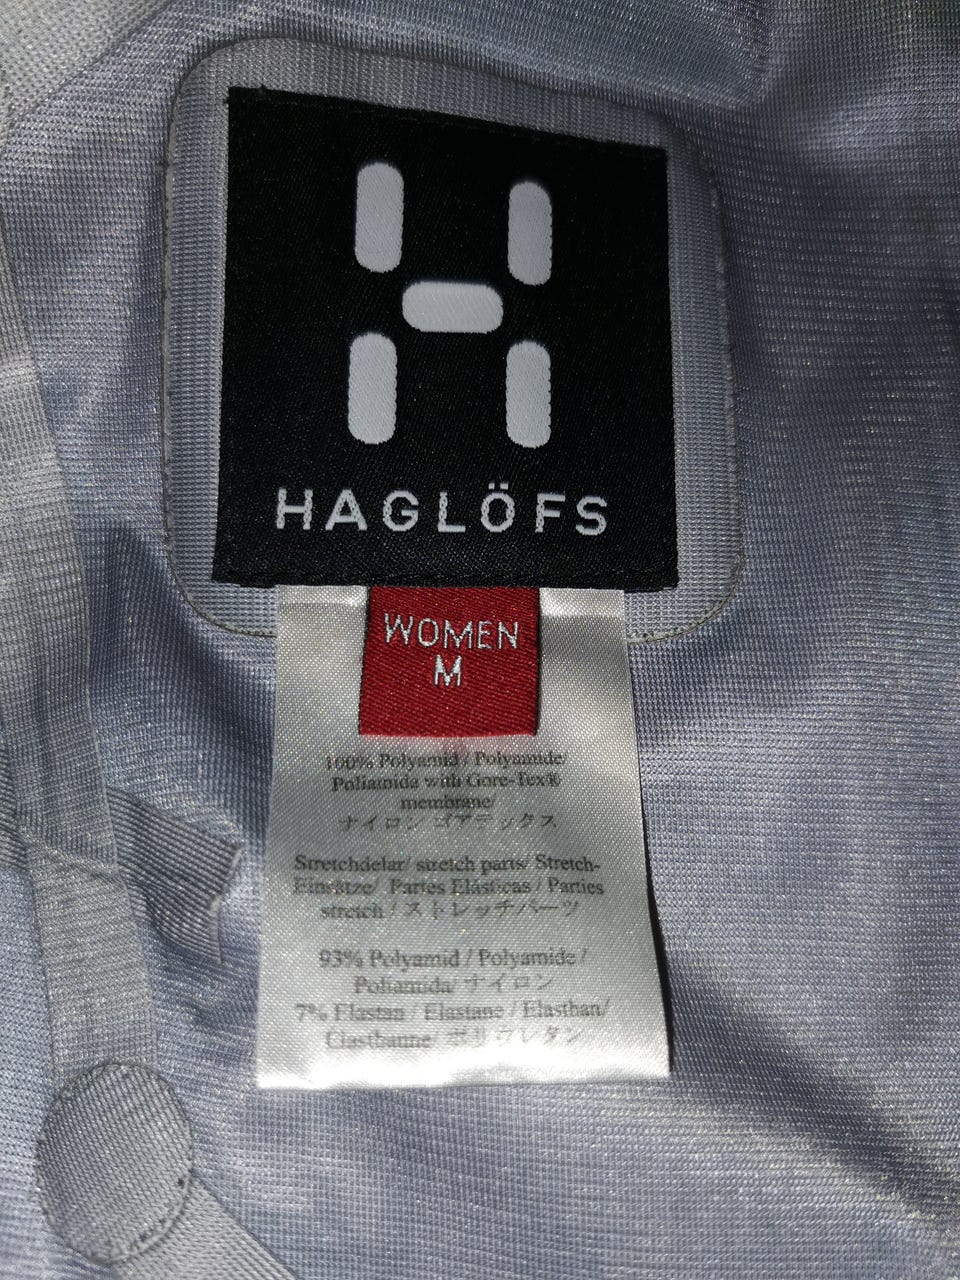 HAGLÖFS
WOMEN
M
100% Polyamid / Polyamide/
Poliamida with Gore-Tex®
membrane/
ナイロン ゴアテックス
Stretchdelar/ stretch parts/ Stretch-
Einsätze/ Partes Elásticas / Parties
stretch / ストレッチパーツ
93% Polyamid / Polyamide /
Poliamida/ ナイロン
7% Elastan / Elastane / Elasthan/
Elasthanne/ ポリウレタン